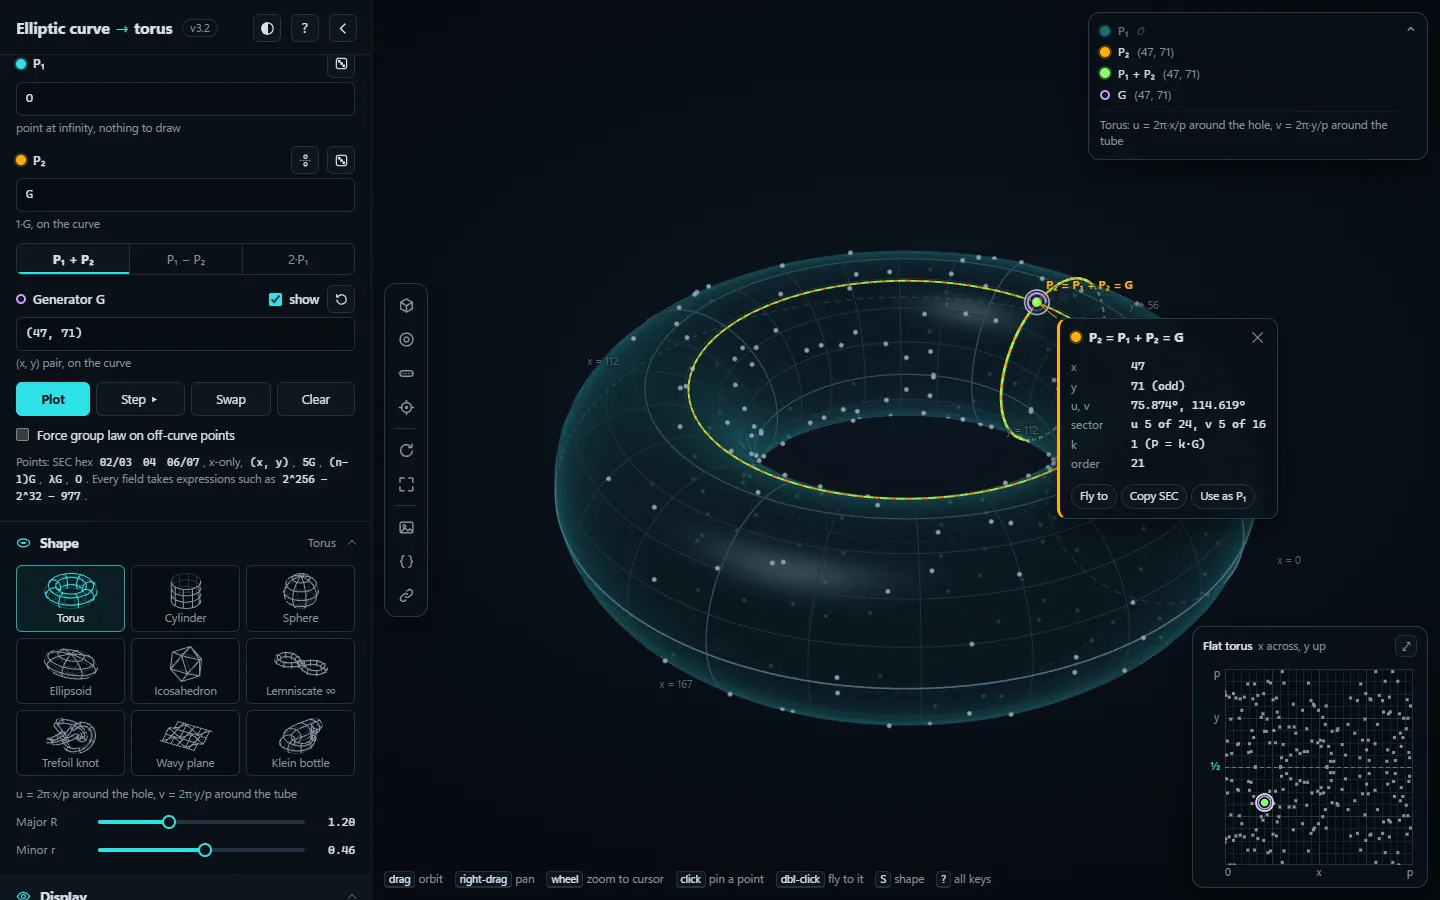 Elliptic curve → torus v3.2 ?
P₁
O
point at infinity, nothing to draw
P₂
G
1·G, on the curve
P₁ + P₂ P₁ − P₂ 2·P₁
Generator G show
(47, 71)
(x, y) pair, on the curve
Plot Step ▸ Swap Clear
Force group law on off-curve points
Points: SEC hex 02/03 04 06/07 , x-only, (x, y) , 5G , (n−
1)G , λG , O . Every field takes expressions such as 2^256 −
2^32 − 977 .
Shape Torus
Torus Cylinder Sphere
Ellipsoid Icosahedron Lemniscate ∞
Trefoil knot Wavy plane Klein bottle
u = 2π·x/p around the hole, v = 2π·y/p around the tube
Major R 1.20
Minor r 0.46
Display
P₁ O
P₂ (47, 71)
P₁ + P₂ (47, 71)
G (47, 71)
Torus: u = 2π·x/p around the hole, v = 2π·y/p around the
tube
P₂ = P₁ + P₂ = G
y = 56
x = 112
y = 112
x = 0
x = 167
P₂ = P₁ + P₂ = G
x 47
y 71 (odd)
u, v 75.874°, 114.619°
sector u 5 of 24, v 5 of 16
k 1 (P = k·G)
order 21
Fly to Copy SEC Use as P₁
Flat torus x across, y up
p
y
½
0 x p
drag orbit right-drag pan wheel zoom to cursor click pin a point dbl-click fly to it S shape ? all keys